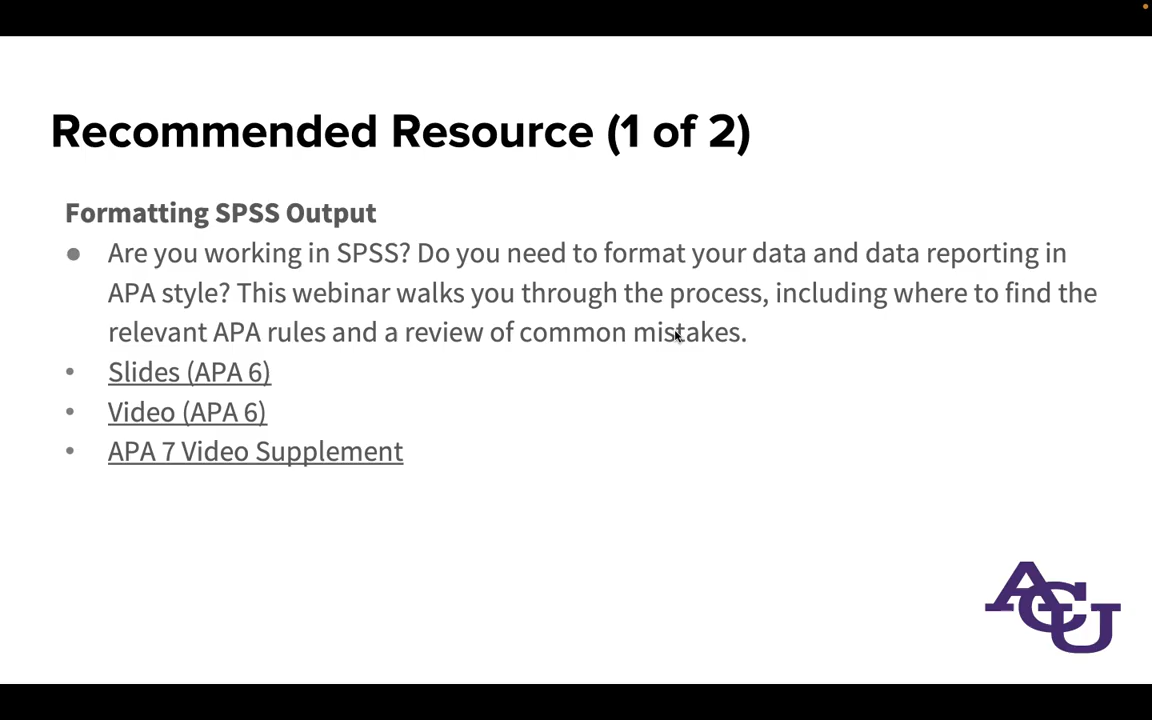 Recommended Resource (1 of 2)
Formatting SPSS Output
● Are you working in SPSS? Do you need to format your data and data reporting in
APA style? This webinar walks you through the process, including where to find the
relevant APA rules and a review of common mistakes.
• Slides (APA 6)
• Video (APA 6)
• APA 7 Video Supplement
ACU